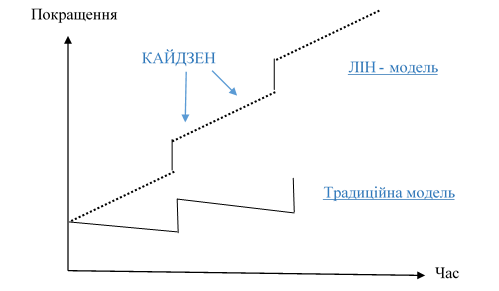 Покращення
КАЙДЗЕН
ЛІН - модель
Традиційна модель
Час